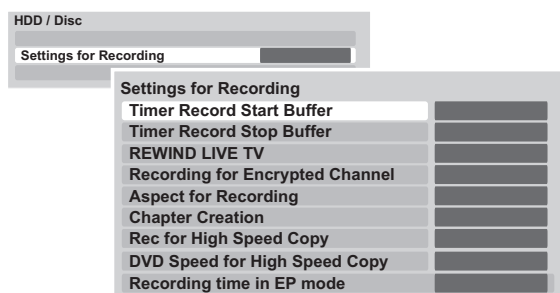 HDD / Disc
Settings for Recording
Settings for Recording
Timer Record Start Buffer
Timer Record Stop Buffer
REWIND LIVE TV
Recording for Encrypted Channel
Aspect for Recording
Chapter Creation
Rec for High Speed Copy
DVD Speed for High Speed Copy
Recording time in EP mode